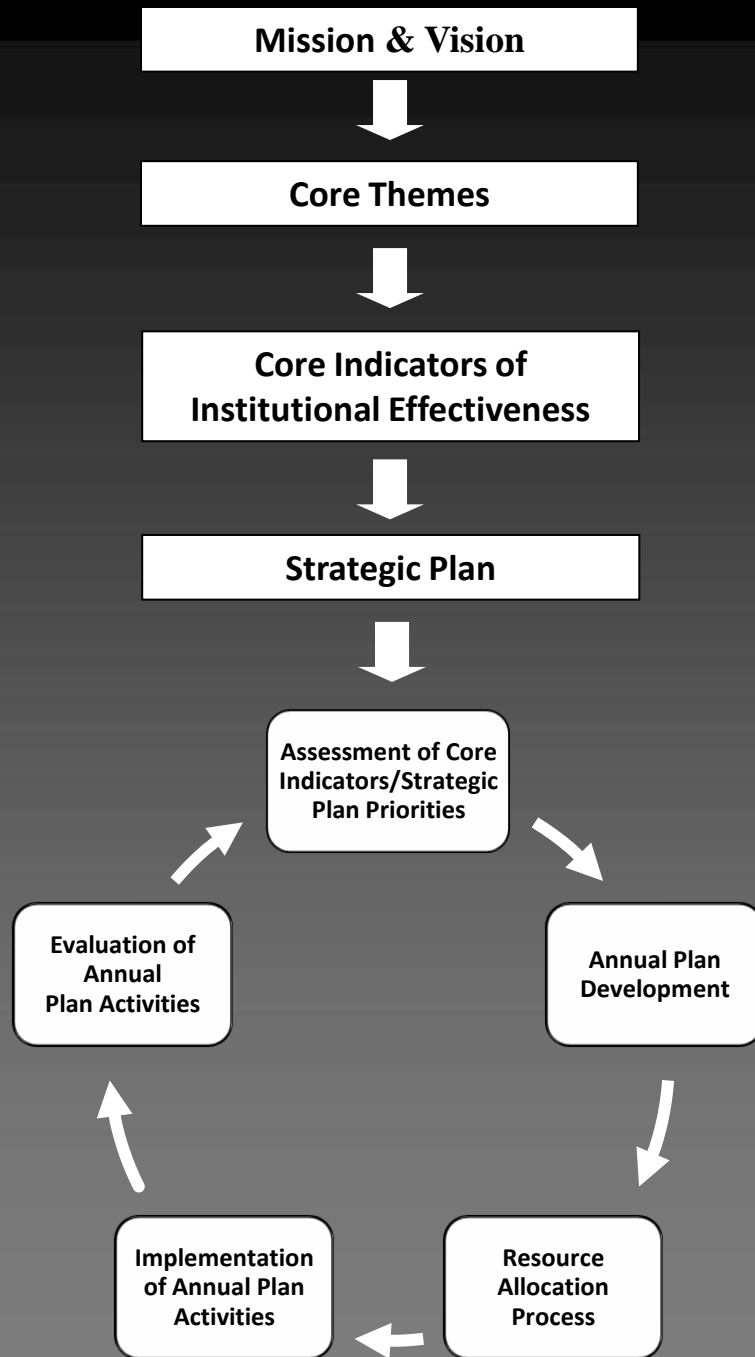 Mission & Vision
Core Themes
Core Indicators of
Institutional Effectiveness
Strategic Plan
Assessment of Core
Indicators/Strategic
Plan Priorities
Annual Plan
Development
Resource
Allocation
Process
Implementation
of Annual Plan
Activities
Evaluation of
Annual
Plan Activities